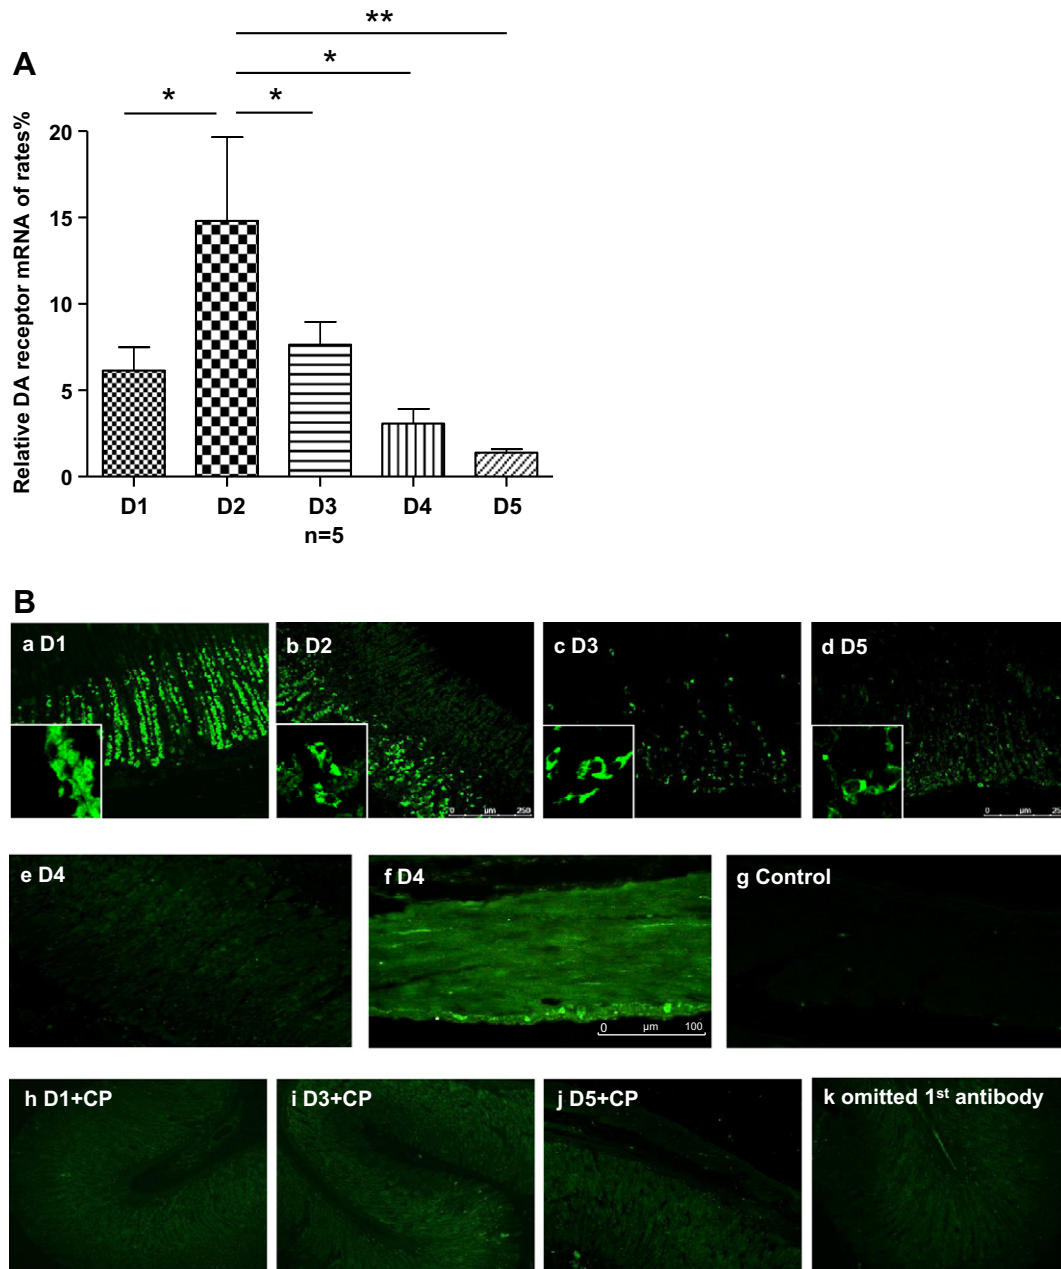 **
A
*
* *
Relative DA receptor mRNA of rates%
20
15
10
5
0
D1 D2 D3 D4 D5
n=5
B
a D1 b D2 c D3 d D5
0 µm 250 0 µm 25
e D4 f D4 g Control
0 µm 100
h D1+CP i D3+CP j D5+CP k omitted 1st antibody